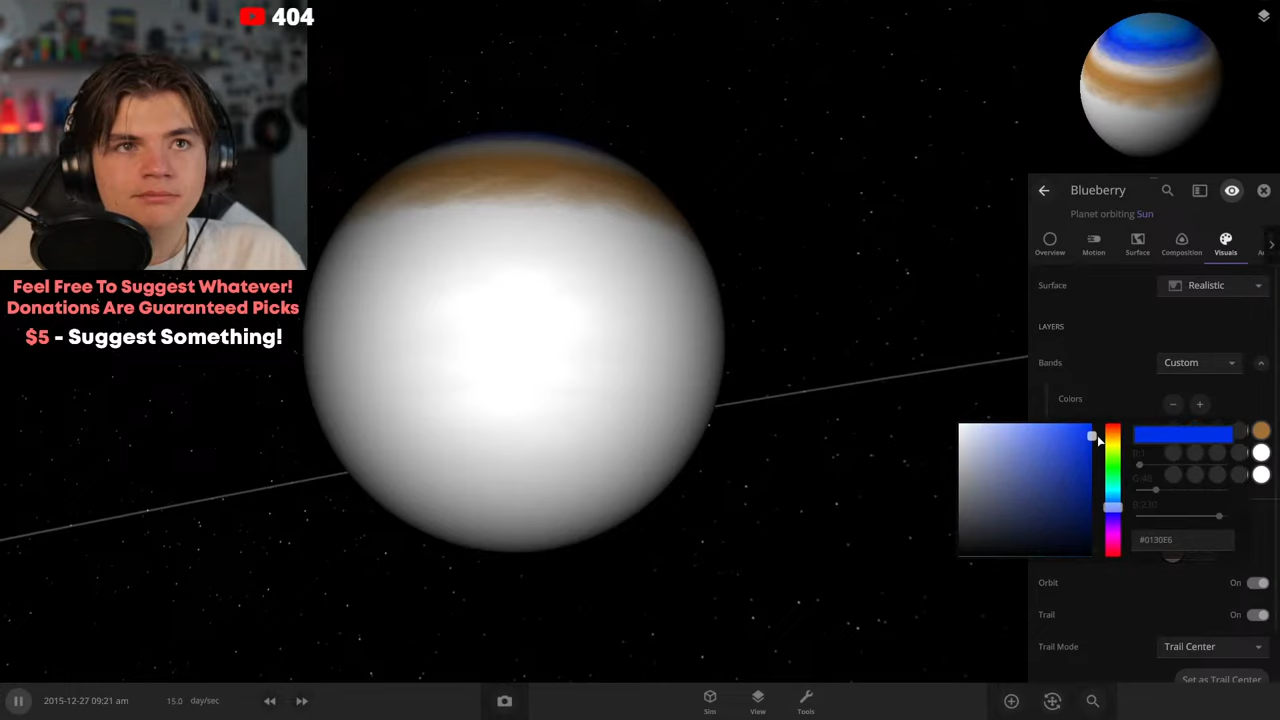 404
Feel Free To Suggest Whatever!
Donations Are Guaranteed Picks
$5 - Suggest Something!
Blueberry
Planet orbiting Sun
Overview
Motion
Surface
Composition
Visuals
Surface
Realistic
LAYERS
Bands
Custom
Colors
#0130E6
Orbit
On
Trail
On
Trail Mode
Trail Center
Set as Trail Center
2015-12-27 09:21 am
15.0 day/sec
Sim
View
Tools